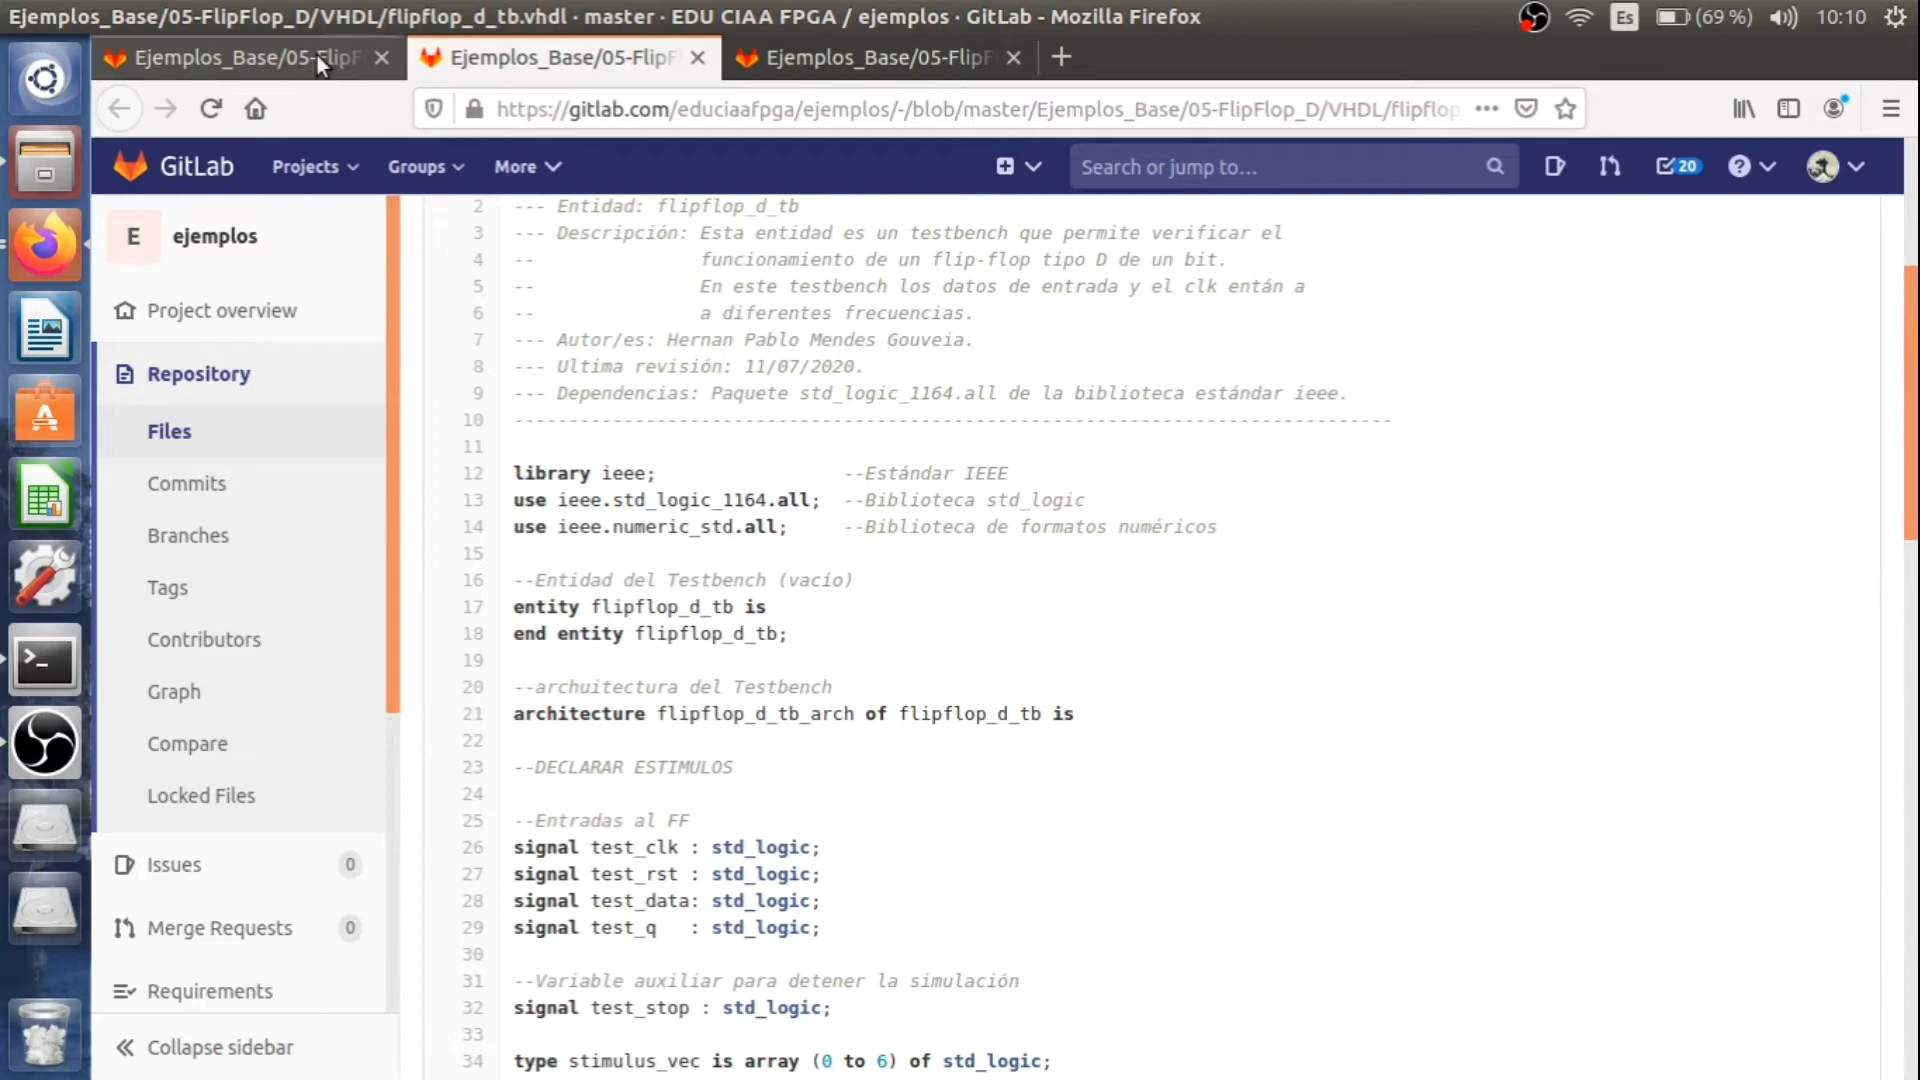 Ejemplos_Base/05-FlipFlop_D/VHDL/flipflop_d_tb.vhdl · master · EDU CIAA FPGA / ejemplos · GitLab - Mozilla Firefox
Es
(69 %)
10:10
Ejemplos_Base/05-FlipF
Ejemplos_Base/05-FlipF
Ejemplos_Base/05-FlipF
https://gitlab.com/educiaafpga/ejemplos/-/blob/master/Ejemplos_Base/05-FlipFlop_D/VHDL/flipflop
GitLab
Projects
Groups
More
Search or jump to...
20
E
ejemplos
Project overview
Repository
Files
Commits
Branches
Tags
Contributors
Graph
Compare
Locked Files
Issues
0
Merge Requests
0
Requirements
Collapse sidebar
2 --- Entidad: flipflop_d_tb
3 --- Descripción: Esta entidad es un testbench que permite verificar el
4 -- funcionamiento de un flip-flop tipo D de un bit.
5 -- En este testbench los datos de entrada y el clk entán a
6 -- a diferentes frecuencias.
7 --- Autor/es: Hernan Pablo Mendes Gouveia.
8 --- Ultima revisión: 11/07/2020.
9 --- Dependencias: Paquete std_logic_1164.all de la biblioteca estándar ieee.
10 --------------------------------------------------------------------------------
11
12 library ieee; --Estándar IEEE
13 use ieee.std_logic_1164.all; --Biblioteca std_logic
14 use ieee.numeric_std.all; --Biblioteca de formatos numéricos
15
16 --Entidad del Testbench (vacío)
17 entity flipflop_d_tb is
18 end entity flipflop_d_tb;
19
20 --archuitectura del Testbench
21 architecture flipflop_d_tb_arch of flipflop_d_tb is
22
23 --DECLARAR ESTIMULOS
24
25 --Entradas al FF
26 signal test_clk : std_logic;
27 signal test_rst : std_logic;
28 signal test_data: std_logic;
29 signal test_q : std_logic;
30
31 --Variable auxiliar para detener la simulación
32 signal test_stop : std_logic;
33
34 type stimulus_vec is array (0 to 6) of std_logic;